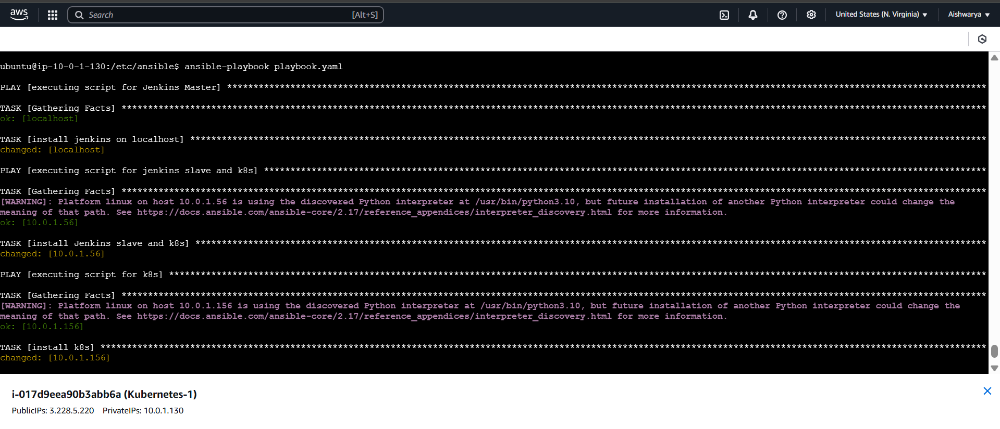 aws
Search [Alt+S]
United States (N. Virginia)
Aishwarya
ubuntu@ip-10-0-1-130:/etc/ansible$ ansible-playbook playbook.yaml
PLAY [executing script for Jenkins Master] ************************************************************************************************************************************************
TASK [Gathering Facts] ********************************************************************************************************************************************************************
ok: [localhost]
TASK [install jenkins on localhost] *******************************************************************************************************************************************************
changed: [localhost]
PLAY [executing script for jenkins slave and k8s] *****************************************************************************************************************************************
TASK [Gathering Facts] ********************************************************************************************************************************************************************
[WARNING]: Platform linux on host 10.0.1.56 is using the discovered Python interpreter at /usr/bin/python3.10, but future installation of another Python interpreter could change the
meaning of that path. See https://docs.ansible.com/ansible-core/2.17/reference_appendices/interpreter_discovery.html for more information.
ok: [10.0.1.56]
TASK [install Jenkins slave and k8s] ******************************************************************************************************************************************************
changed: [10.0.1.56]
PLAY [executing script for k8s] ***********************************************************************************************************************************************************
TASK [Gathering Facts] ********************************************************************************************************************************************************************
[WARNING]: Platform linux on host 10.0.1.156 is using the discovered Python interpreter at /usr/bin/python3.10, but future installation of another Python interpreter could change the
meaning of that path. See https://docs.ansible.com/ansible-core/2.17/reference_appendices/interpreter_discovery.html for more information.
ok: [10.0.1.156]
TASK [install k8s] ************************************************************************************************************************************************************************
changed: [10.0.1.156]
i-017d9eea90b3abb6a (Kubernetes-1)
PublicIPs: 3.228.5.220 PrivateIPs: 10.0.1.130